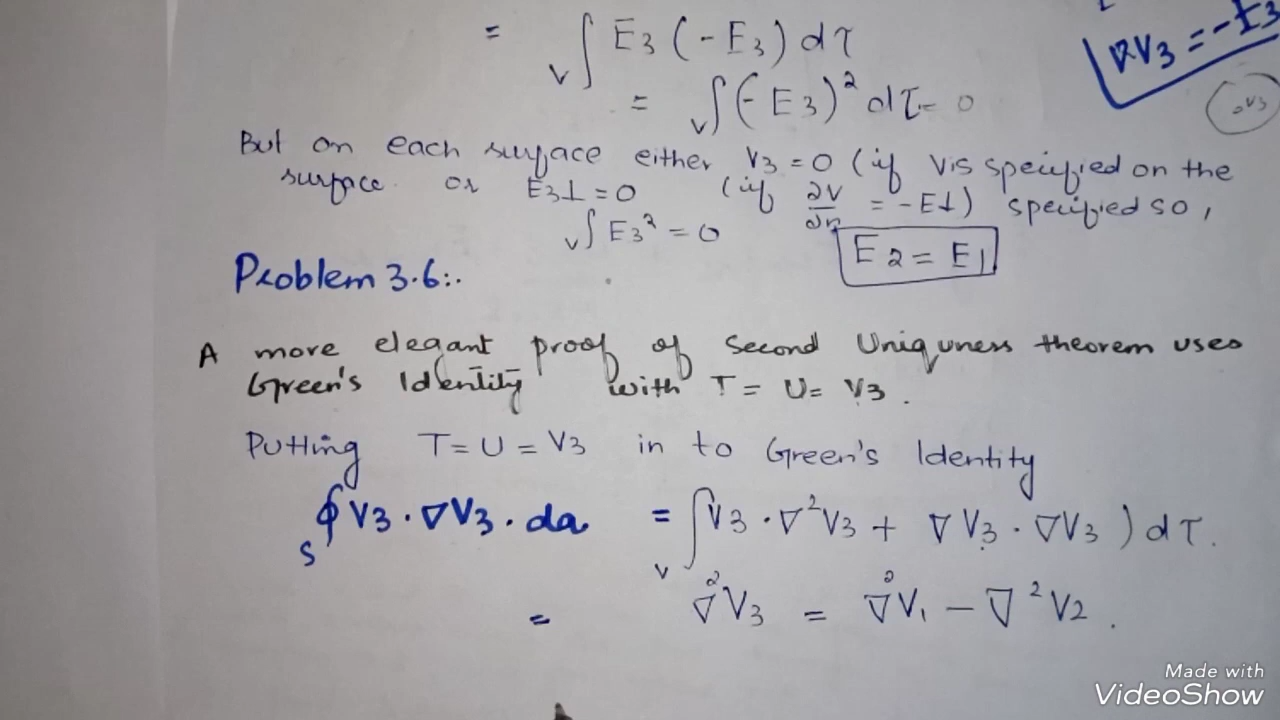 = ᵥ∫ E3 (-E3) dτ
∇V3 = -E3
= ᵥ∫ (-E3)² dτ = 0
But on each surface either V3 = 0 (if V is specified on the
surface. or E3⊥ = 0 (if ∂V/∂n = -E⊥) specified so,
ᵥ∫ E3² = 0
E2 = E1
Problem 3.6:.
A more elegant proof of Second Uniquness theorem uses
Green's Identity with T = U = V3.
Putting T = U = V3 in to Green's Identity
∮S V3 · ∇V3 · da = ∫V V3 · ∇²V3 + ∇V3 · ∇V3 ) dτ.
= ∇²V3 = ∇²V1 - ∇²V2.
Made with
VideoShow